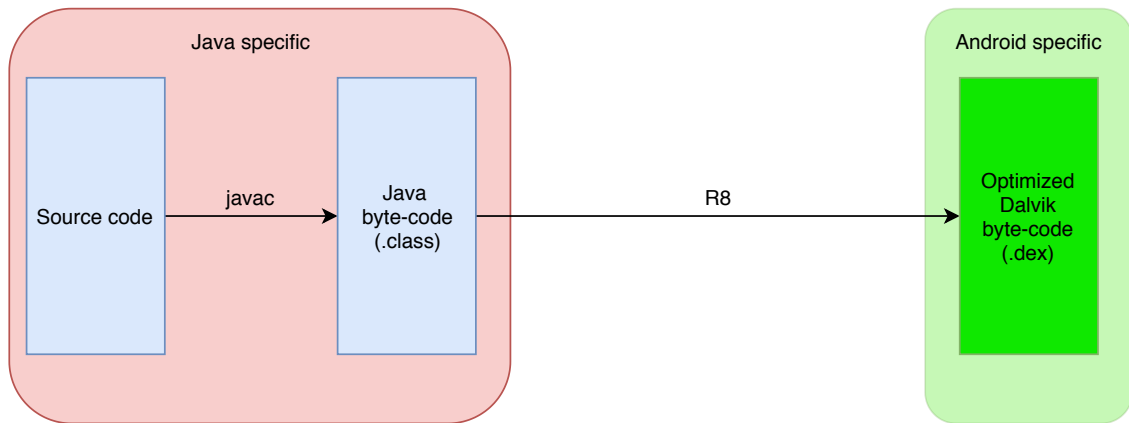 Java specific
Android specific
Source code
javac
Java
byte-code
(.class)
R8
Optimized
Dalvik
byte-code
(.dex)